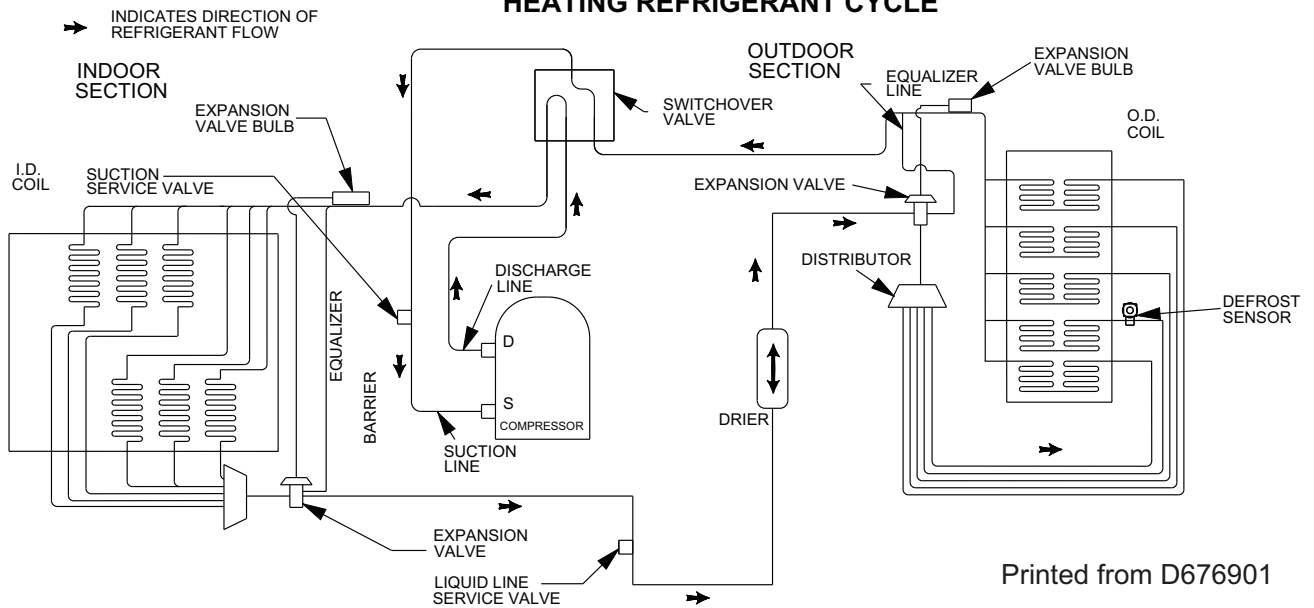 HEATING REFRIGERANT CYCLE
INDICATES DIRECTION OF
REFRIGERANT FLOW
INDOOR
SECTION
OUTDOOR
SECTION
EQUALIZER
LINE
EXPANSION
VALVE BULB
SWITCHOVER
VALVE
EXPANSION
VALVE BULB
O.D.
COIL
I.D.
COIL
SUCTION
SERVICE VALVE
EXPANSION VALVE
DISCHARGE
LINE
DISTRIBUTOR
DEFROST
SENSOR
EQUALIZER
BARRIER
D
S
COMPRESSOR
DRIER
SUCTION
LINE
EXPANSION
VALVE
LIQUID LINE
SERVICE VALVE
Printed from D676901